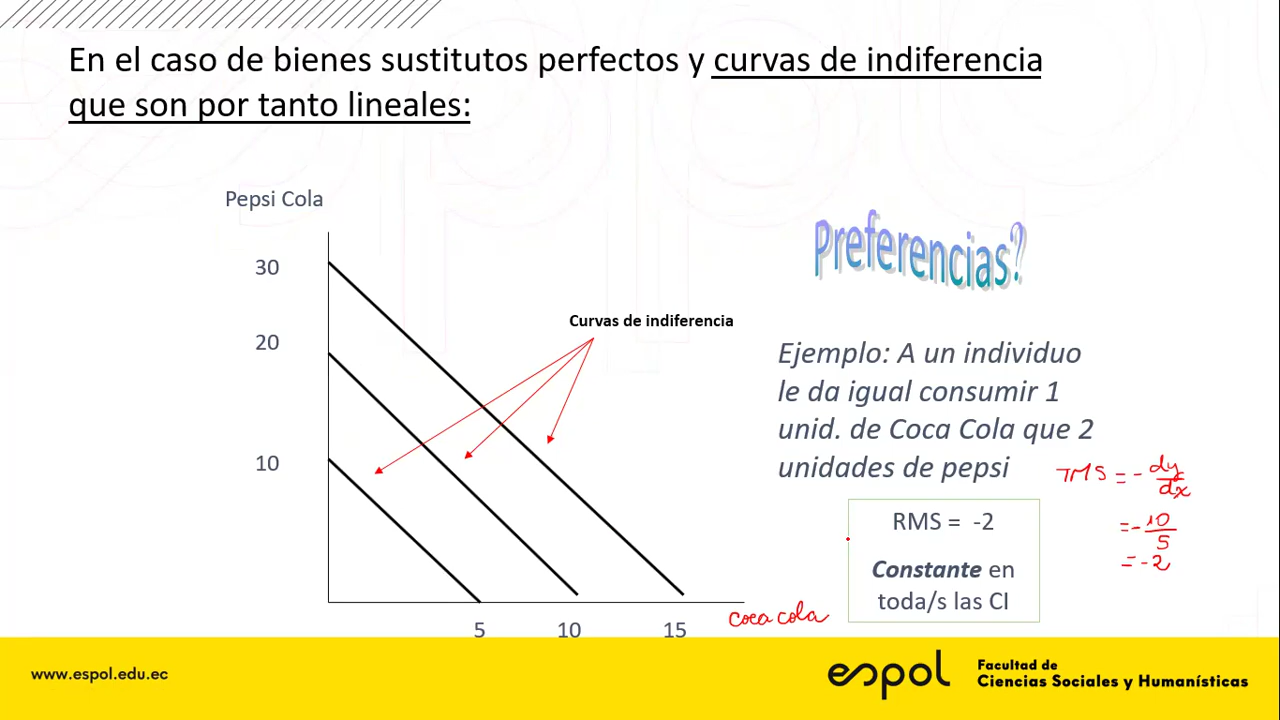 En el caso de bienes sustitutos perfectos y curvas de indiferencia
que son por tanto lineales:
Pepsi Cola
30
20
10
Curvas de indiferencia
5
10
15
coca cola
Preferencias?
Ejemplo: A un individuo
le da igual consumir 1
unid. de Coca Cola que 2
unidades de pepsi
RMS = -2
Constante en
toda/s las CI
TMS = - dy/dx
= - 10/5
= -2
www.espol.edu.ec
espol
Facultad de
Ciencias Sociales y Humanísticas